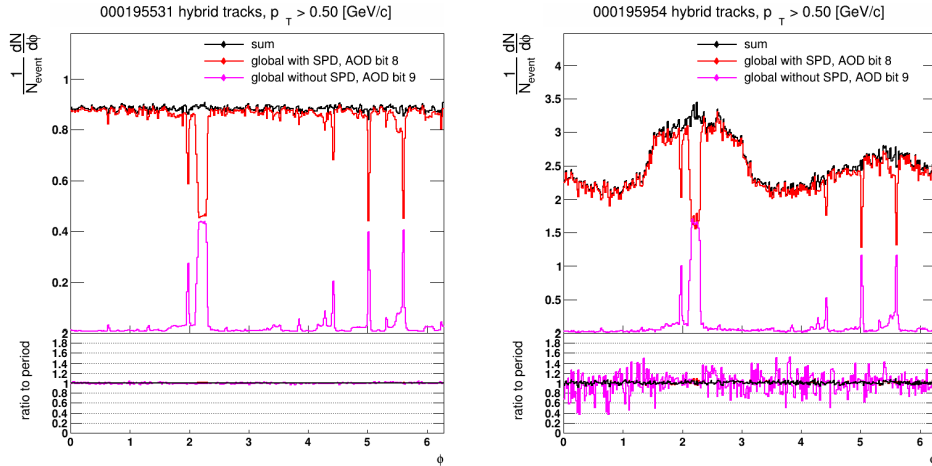 000195531 hybrid tracks, p T > 0.50 [GeV/c]
1 dN
N event dϕ
sum
global with SPD, AOD bit 8
global without SPD, AOD bit 9
1
0.8
0.6
0.4
0.2
2
1.8
1.6
1.4
1.2
1
0.8
0.6
0.4
0.2
0
ratio to period
0 1 2 3 4 5 6
ϕ
000195954 hybrid tracks, p T > 0.50 [GeV/c]
1 dN
N event dϕ
sum
global with SPD, AOD bit 8
global without SPD, AOD bit 9
4
3.5
3
2.5
2
1.5
1
0.5
2
1.8
1.6
1.4
1.2
1
0.8
0.6
0.4
0.2
0
ratio to period
0 1 2 3 4 5 6
ϕ